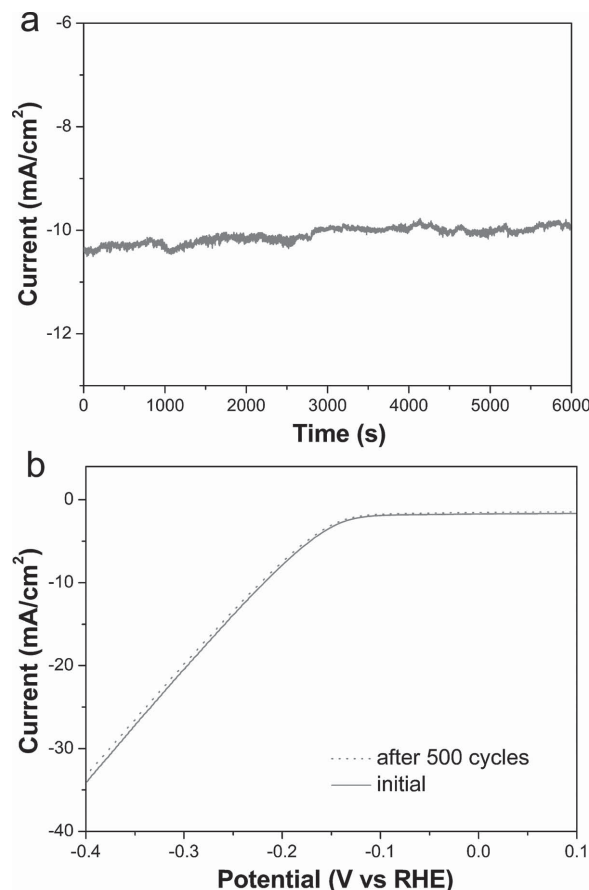 a
-6
-8
-10
-12
Current (mA/cm²)
0 1000 2000 3000 4000 5000 6000
Time (s)
b
0
-10
-20
-30
-40
Current (mA/cm²)
after 500 cycles
initial
-0.4 -0.3 -0.2 -0.1 0.0 0.1
Potential (V vs RHE)